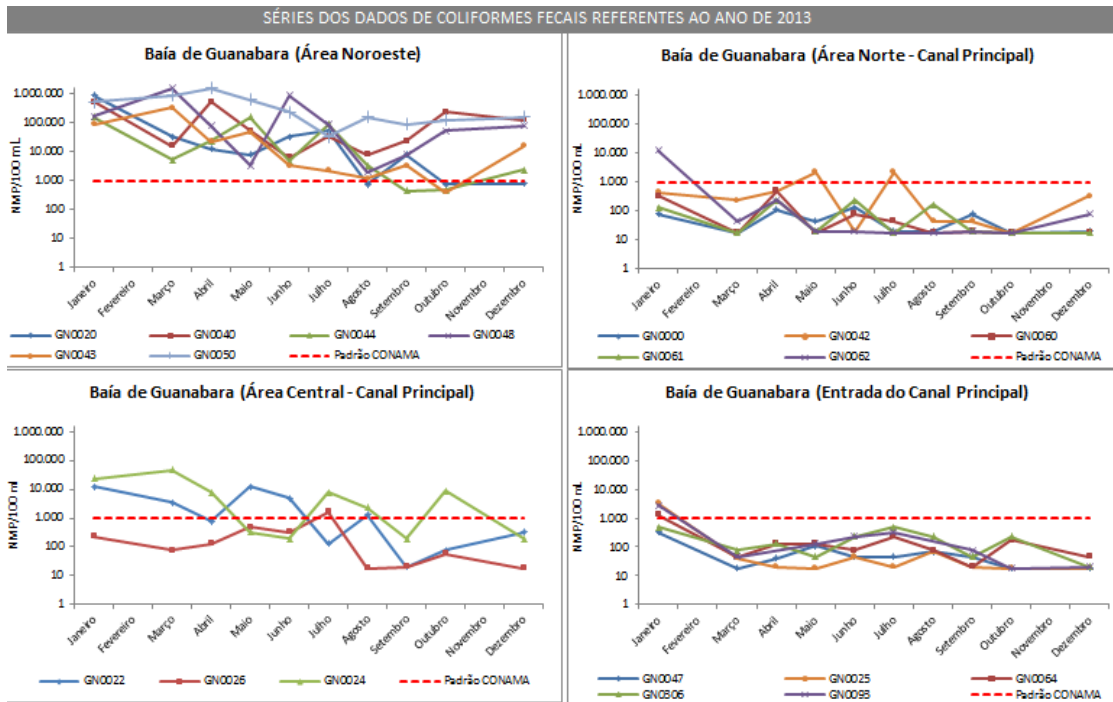 SÉRIES DOS DADOS DE COLIFORMES FECAIS REFERENTES AO ANO DE 2013
Baía de Guanabara (Área Noroeste)
NMP/100 mL
1.000.000
100.000
10.000
1.000
100
10
1
Janeiro
Fevereiro
Março
Abril
Maio
Junho
Julho
Agosto
Setembro
Outubro
Novembro
Dezembro
GN0020
GN0040
GN0044
GN0048
GN0043
GN0050
Padrão CONAMA
Baía de Guanabara (Área Norte - Canal Principal)
NMP/100 mL
1.000.000
100.000
10.000
1.000
100
10
1
Janeiro
Fevereiro
Março
Abril
Maio
Junho
Julho
Agosto
Setembro
Outubro
Novembro
Dezembro
GN0000
GN0042
GN0060
GN0061
GN0062
Padrão CONAMA
Baía de Guanabara (Área Central - Canal Principal)
NMP/100 ml
1.000.000
100.000
10.000
1.000
100
10
1
Janeiro
Fevereiro
Março
Abril
Maio
Junho
Julho
Agosto
Setembro
Outubro
Novembro
Dezembro
GN0022
GN0026
GN0024
Padrão CONAMA
Baía de Guanabara (Entrada do Canal Principal)
NMP/100 ml
1.000.000
100.000
10.000
1.000
100
10
1
Janeiro
Fevereiro
Março
Abril
Maio
Junho
Julho
Agosto
Setembro
Outubro
Novembro
Dezembro
GN0047
GN0025
GN0064
GN0306
GN0093
Padrão CONAMA